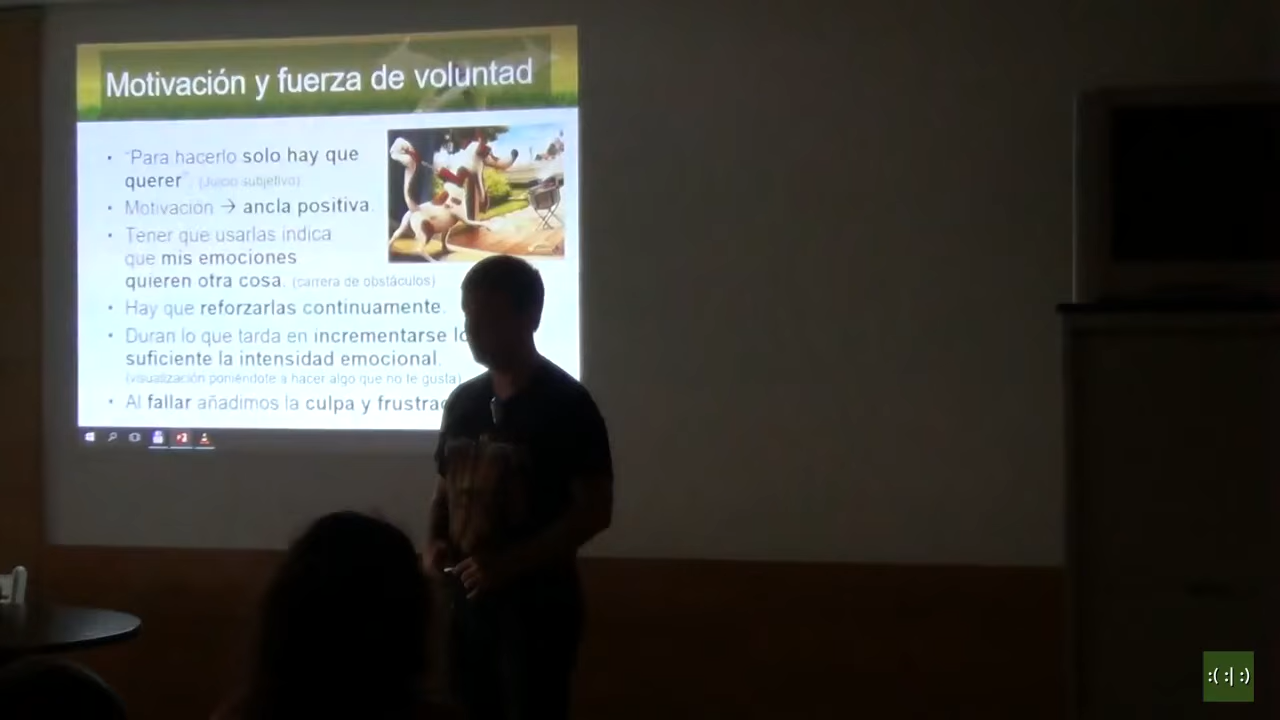 Motivación y fuerza de voluntad
• "Para hacerlo solo hay que
querer". (Juicio subjetivo).
• Motivación → ancla positiva.
• Tener que usarlas indica
que mis emociones
quieren otra cosa. (carrera de obstáculos)
• Hay que reforzarlas continuamente.
• Duran lo que tarda en incrementarse lo
suficiente la intensidad emocional.
(visualización poniéndote a hacer algo que no te gusta)
• Al fallar añadimos la culpa y
:( :| :)